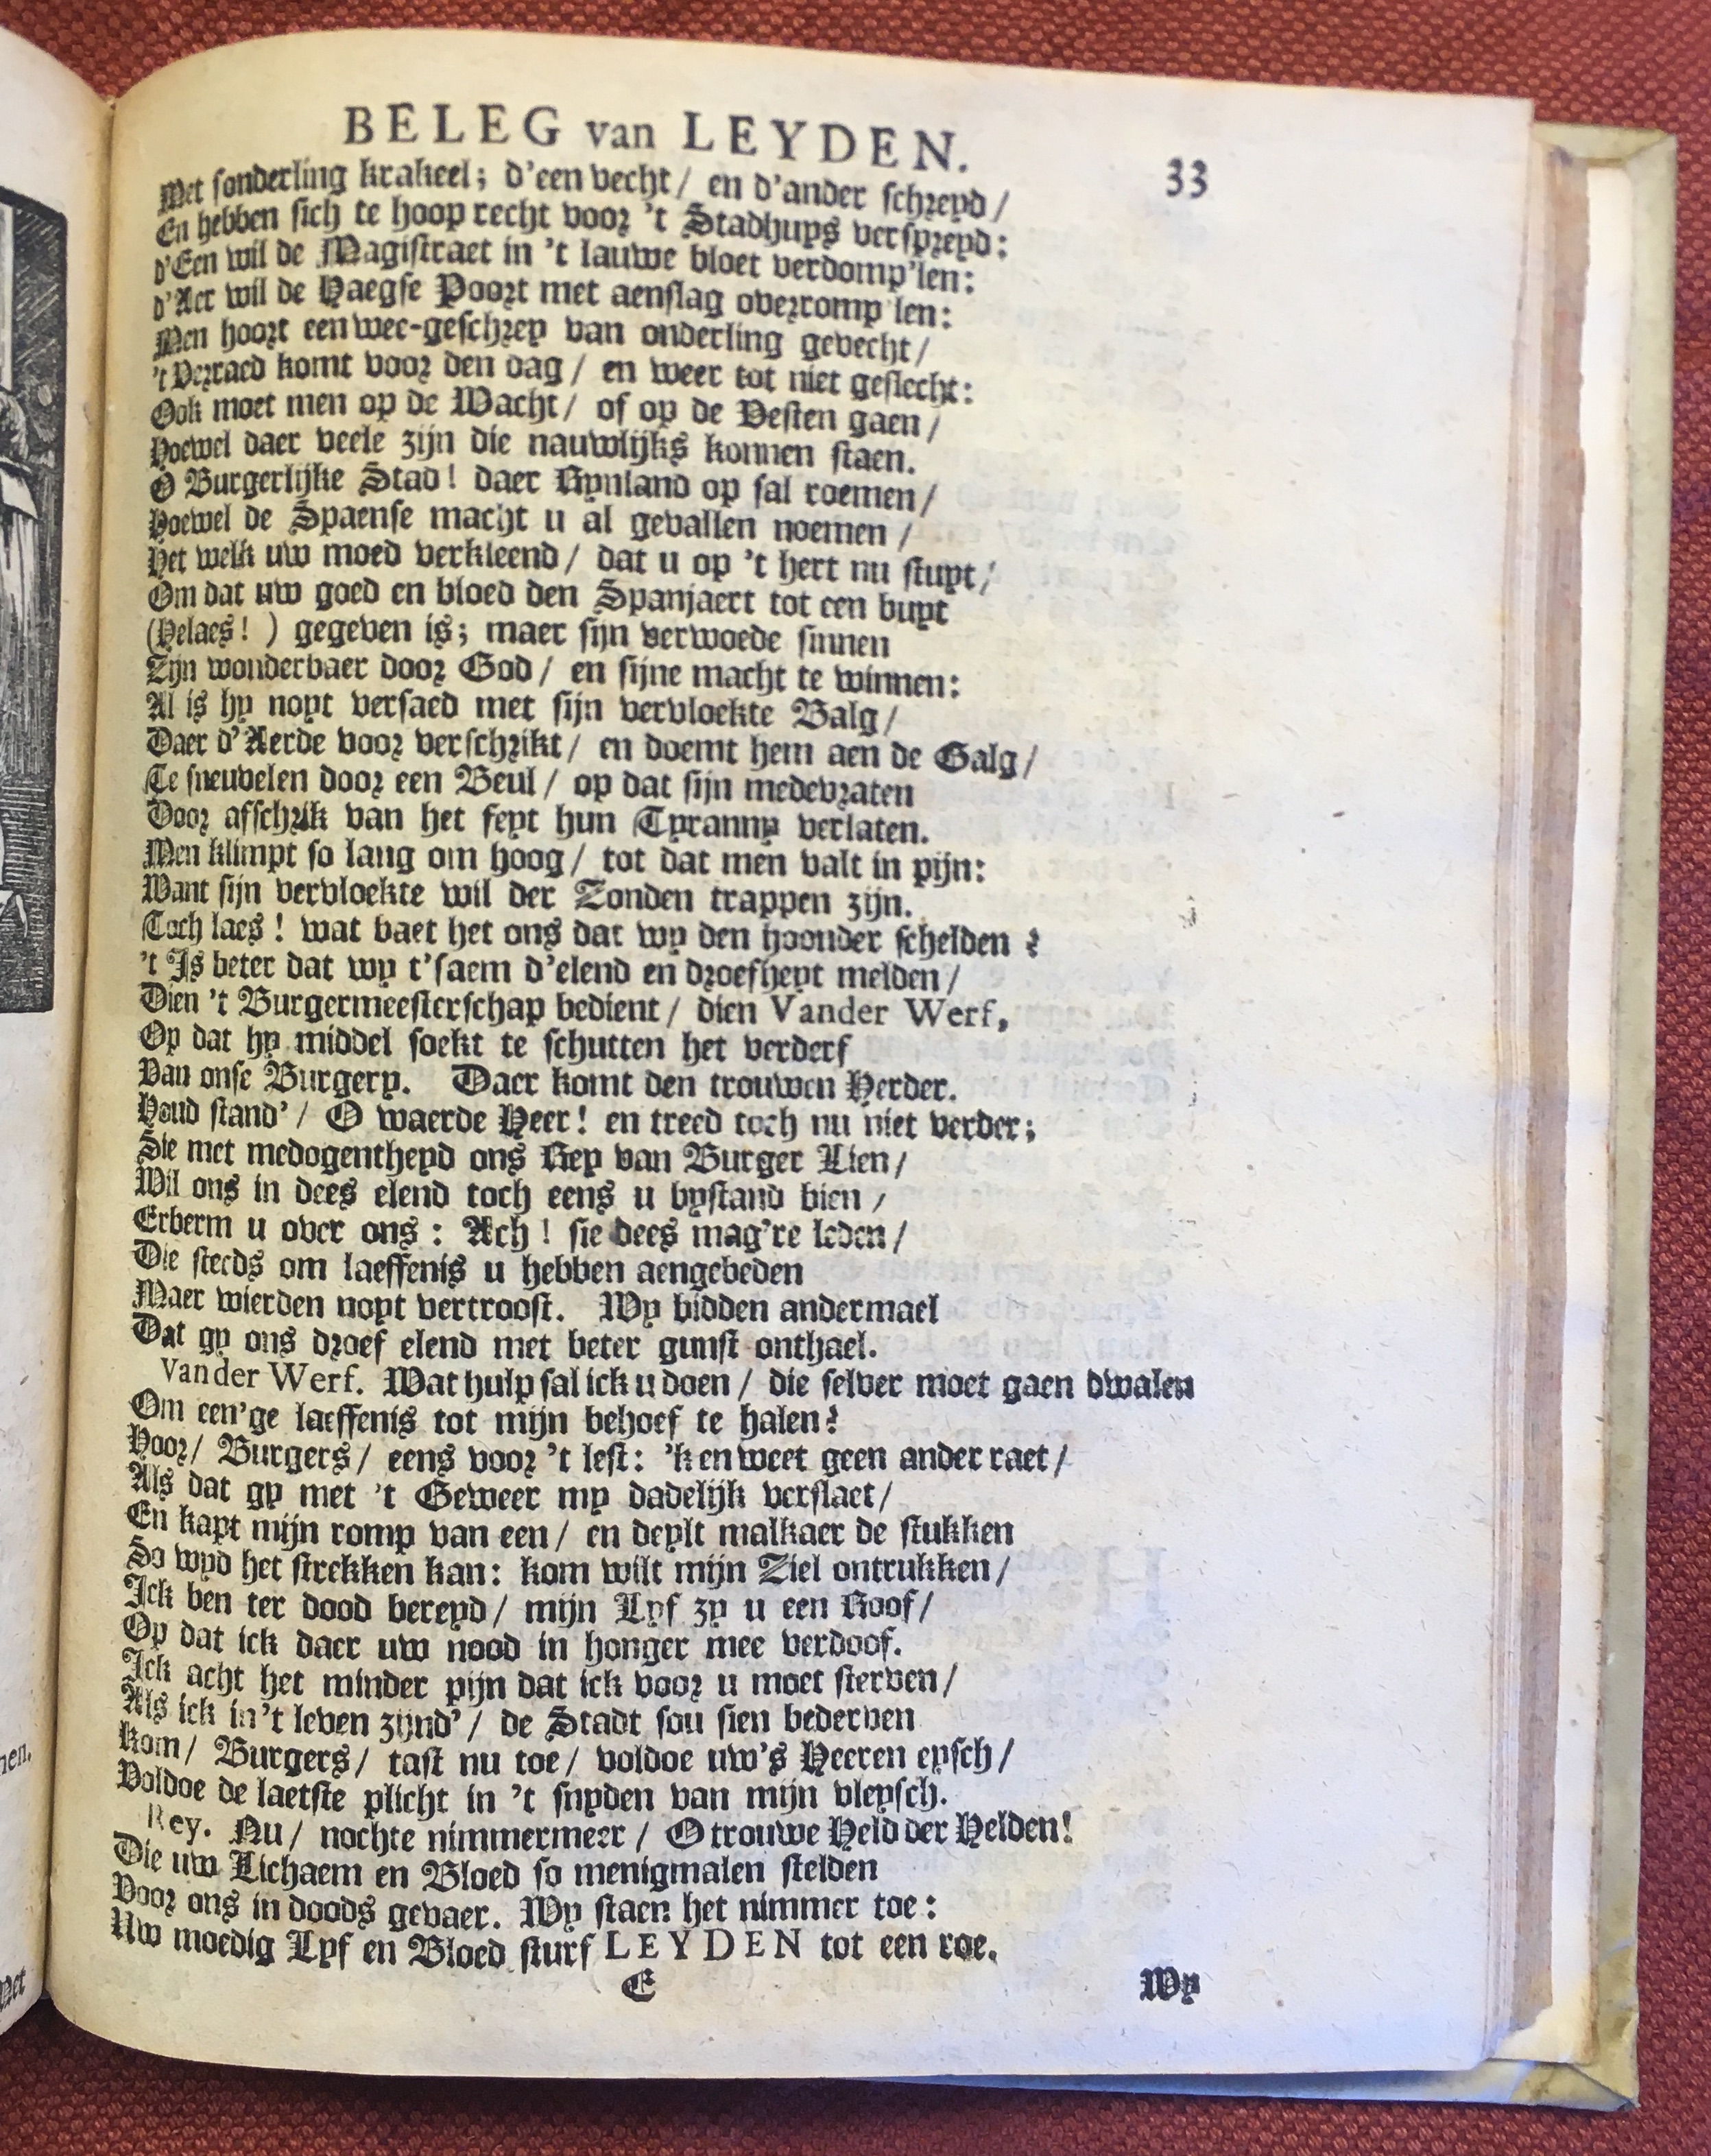 BELEG van LEYDEN. 33
Met sonderling krakeel; d'een vecht / en d'ander schreyd /
En hebben sich te hoop recht voor 't Stadhuys verspreyd:
d'Een wil de Magistraet in 't lauwe bloet verdomp'len:
d'Aer wil de Haegse Poort met aenslag overromp'len:
Men hoort een wee-geschrey van onderling gevecht /
't Verraed komt voor den dag / en weer tot niet geslecht:
Ook moet men op de Wacht / of op de Vesten gaen /
Hoewel daer veele zijn die nauwlijks konnen staen.
O Burgerlijke Stad! daer Rynland op sal roemen /
Hoewel de Spaense macht u al gevallen noemen /
Het welk uw moed verkleend / dat u op 't hert nu stuyt /
Om dat uw goed en bloed den Spanjaert tot een buyt
(Helaes! ) gegeven is; maer sijn verwoede sinnen
Zijn wonderbaer door God / en sijne macht te winnen:
Al is hy noyt versaed met sijn vervloekte Balg /
Daer d'Aerde voor verschrikt / en doemt hem aen de Galg /
Te sneuvelen door een Beul / op dat sijn medevraten
Door afschrik van het feyt hun Tyranny verlaten.
Men klimpt so lang om hoog / tot dat men valt in pijn:
Want sijn vervloekte wil der Zonden trappen zijn.
Toch laes! wat baet het ons dat wy den hoonder schelden?
't Is beter dat wy t'saem d'elend en droefheyt melden /
Dien 't Burgermeesterschap bedient / dien Vander Werf,
Op dat hy middel soekt te schutten het verderf
Van onse Burgery. Daer komt den trouwen Herder.
Houd stand' / O waerde Heer! en treed toch nu niet verder;
Sie met medogentheyd ons Rey van Burger Lien /
Wil ons in dees elend toch eens u bystand bien /
Erberm u over ons: Ach! sie dees mag're leden /
Die steeds om laeffenis u hebben aengebeden
Maer wierden noyt vertroost. Wy bidden andermael
Dat gy ons droef elend met beter gunst onthael.
Vander Werf. Wat hulp sal ick u doen / die selver moet gaen dwalen
Om een'ge laeffenis tot mijn behoef te halen?
Hoor / Burgers / eens voor 't lest: 'k en weet geen ander raet /
Als dat gy met 't Geweer my dadelijk verslaet /
En kapt mijn romp van een / en deylt malkaer de stukken
So wyd het strekken kan: kom wilt mijn Ziel ontrukken /
Ick ben ter dood bereyd / mijn Lyf zy u een Roof /
Op dat ick daer uw nood in honger mee verdoof.
Ick acht het minder pijn dat ick voor u moet sterven /
Als ick in 't leven zijnd' / de Stadt sou sien bederven
Kom / Burgers / tast nu toe / voldoe uw's Heeren eysch /
Voldoe de laetste plicht in 't snyden van mijn vleysch.
Rey. Nu / nochte nimmermeer / O trouwe Held der Helden!
Die uw Lichaem en Bloed so menigmalen stelden
Voor ons in doods gevaer. Wy staen het nimmer toe:
Uw moedig Lyf en Bloed sturf LEYDEN tot een roe.
E Wy
nen.
Met